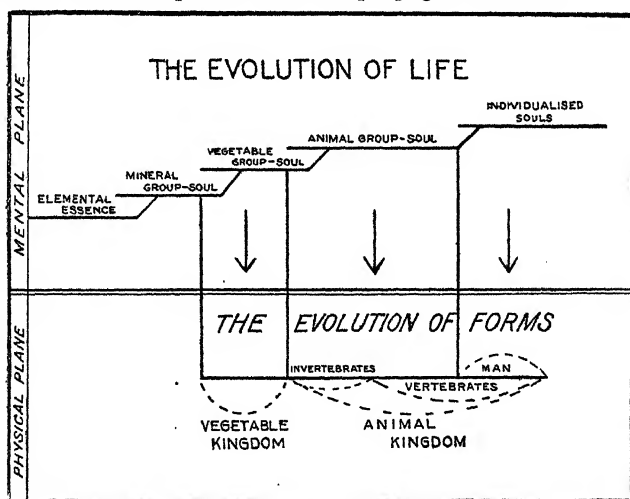 THE EVOLUTION OF LIFE
MENTAL PLANE
INDIVIDUALISED
SOULS
ANIMAL GROUP-SOUL
VEGETABLE
GROUP-SOUL
MINERAL
GROUP-SOUL
ELEMENTAL
ESSENCE
PHYSICAL PLANE
THE EVOLUTION OF FORMS
INVERTEBRATES
MAN
VERTEBRATES
VEGETABLE
KINGDOM
ANIMAL
KINGDOM